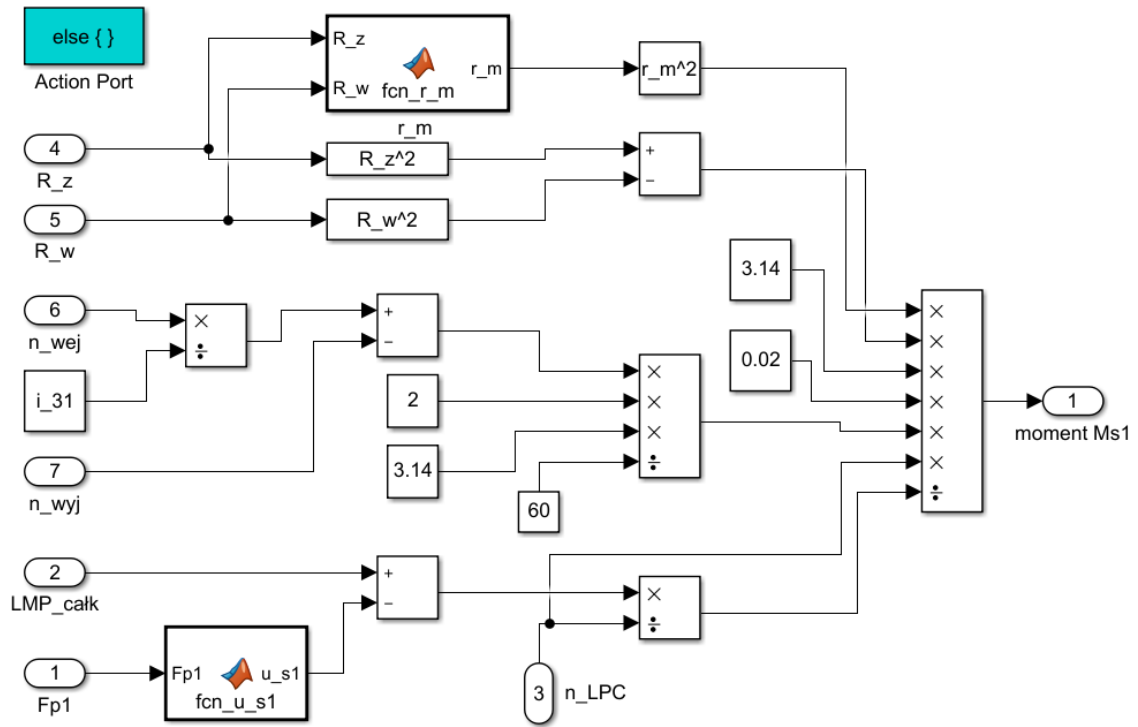 else { }
Action Port
R_z
R_w
r_m
fcn_r_m
r_m
r_m^2
4
R_z
R_z^2
+
−
5
R_w
R_w^2
3.14
6
n_wej
×
÷
+
−
i_31
0.02
2
3.14
60
×
×
×
÷
7
n_wyj
×
×
×
×
×
×
÷
1
moment Ms1
2
LMP_całk
+
−
×
÷
1
Fp1
Fp1
u_s1
fcn_u_s1
3
n_LPC